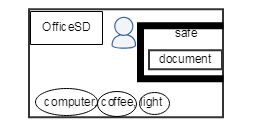 OfficeSD
safe
document
computer, coffee, light